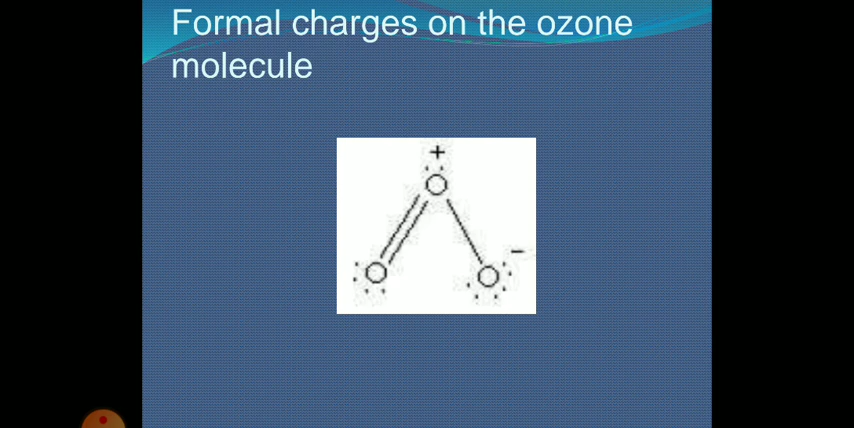 Formal charges on the ozone
molecule
+
O
−
O O